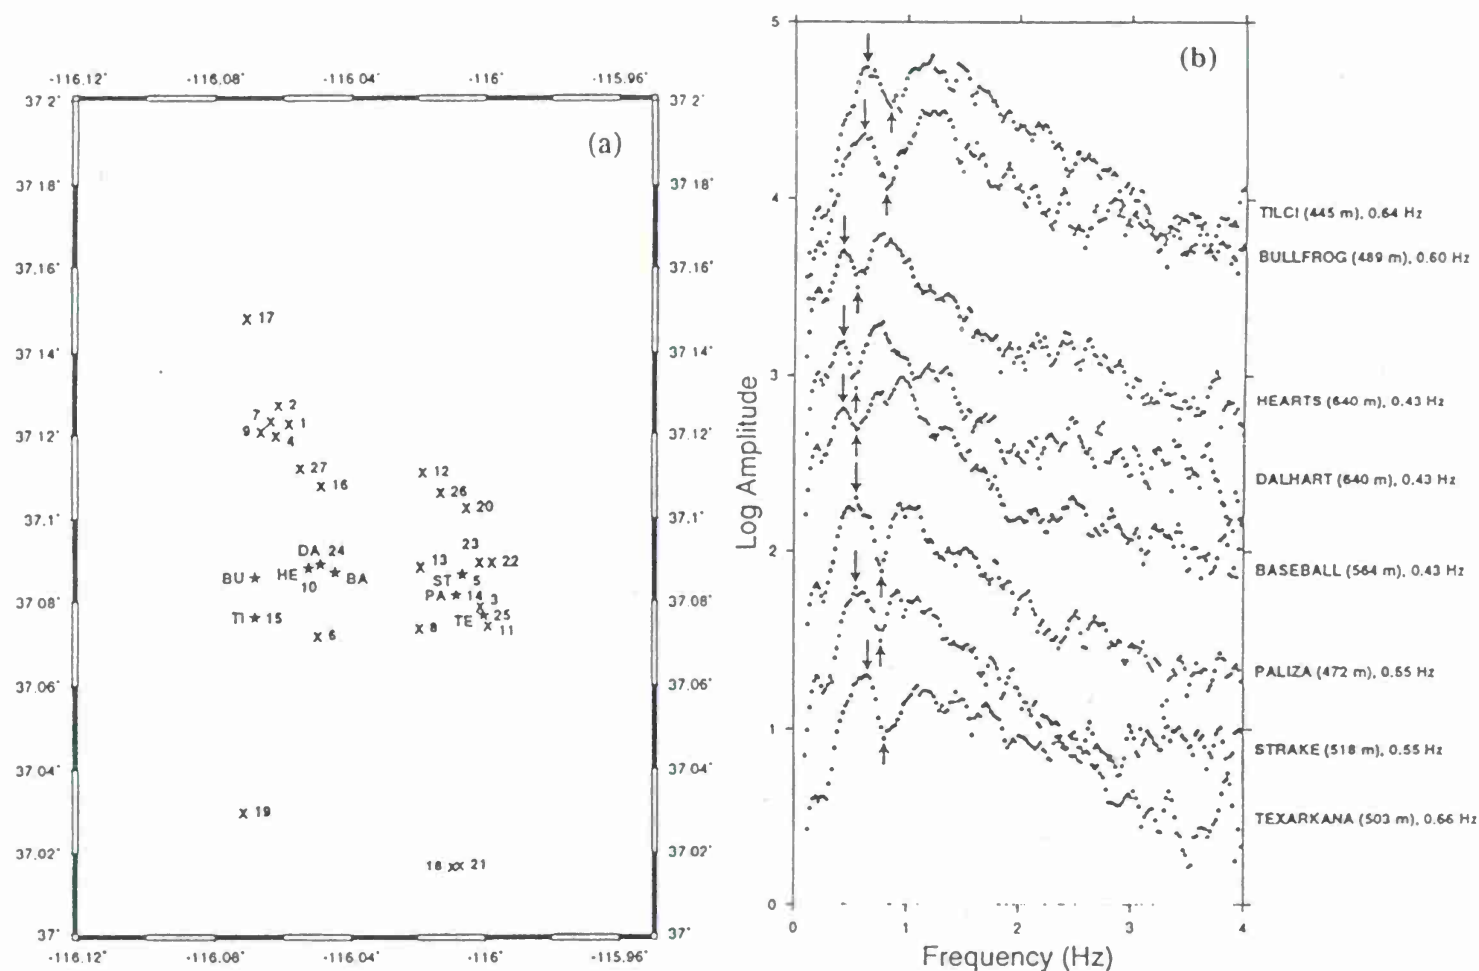 (a)
-116.12° -116.08° -116.04° -116° -115.96°
37.2° 37.2°
37.18° 37.18°
37.16° 37.16°
37.14° 37.14°
37.12° 37.12°
37.1° 37.1°
37.08° 37.08°
37.06° 37.06°
37.04° 37.04°
37.02° 37.02°
37° 37°
-116.12° -116.08° -116.04° -116° -115.96°
17
2
7
1
9
4
27
12
16
26
20
DA 24
23
13
22
BU
HE
BA
ST
5
10
PA
14
3
TI
15
TE
25
6
8
11
19
18
21
(b)
Log Amplitude
5
4
3
2
1
0
0 1 2 3 4
Frequency (Hz)
TILCI (445 m), 0.64 Hz
BULLFROG (489 m), 0.60 Hz
HEARTS (640 m), 0.43 Hz
DALHART (640 m), 0.43 Hz
BASEBALL (564 m), 0.43 Hz
PALIZA (472 m), 0.55 Hz
STRAKE (518 m), 0.55 Hz
TEXARKANA (503 m), 0.66 Hz